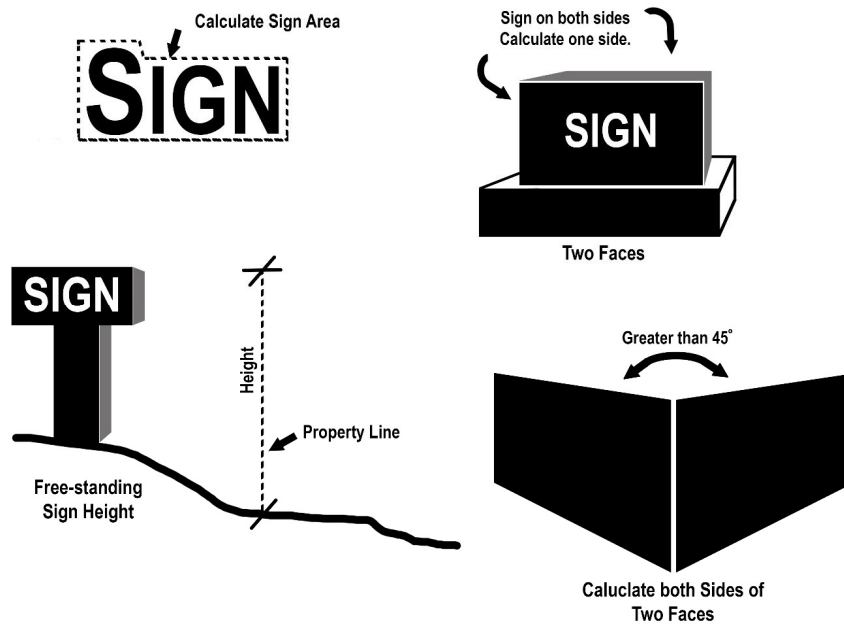 Calculate Sign Area
SIGN
Sign on both sides
Calculate one side.
SIGN
Two Faces
SIGN
Height
Property Line
Free-standing
Sign Height
Greater than 45°
Caluclate both Sides of
Two Faces